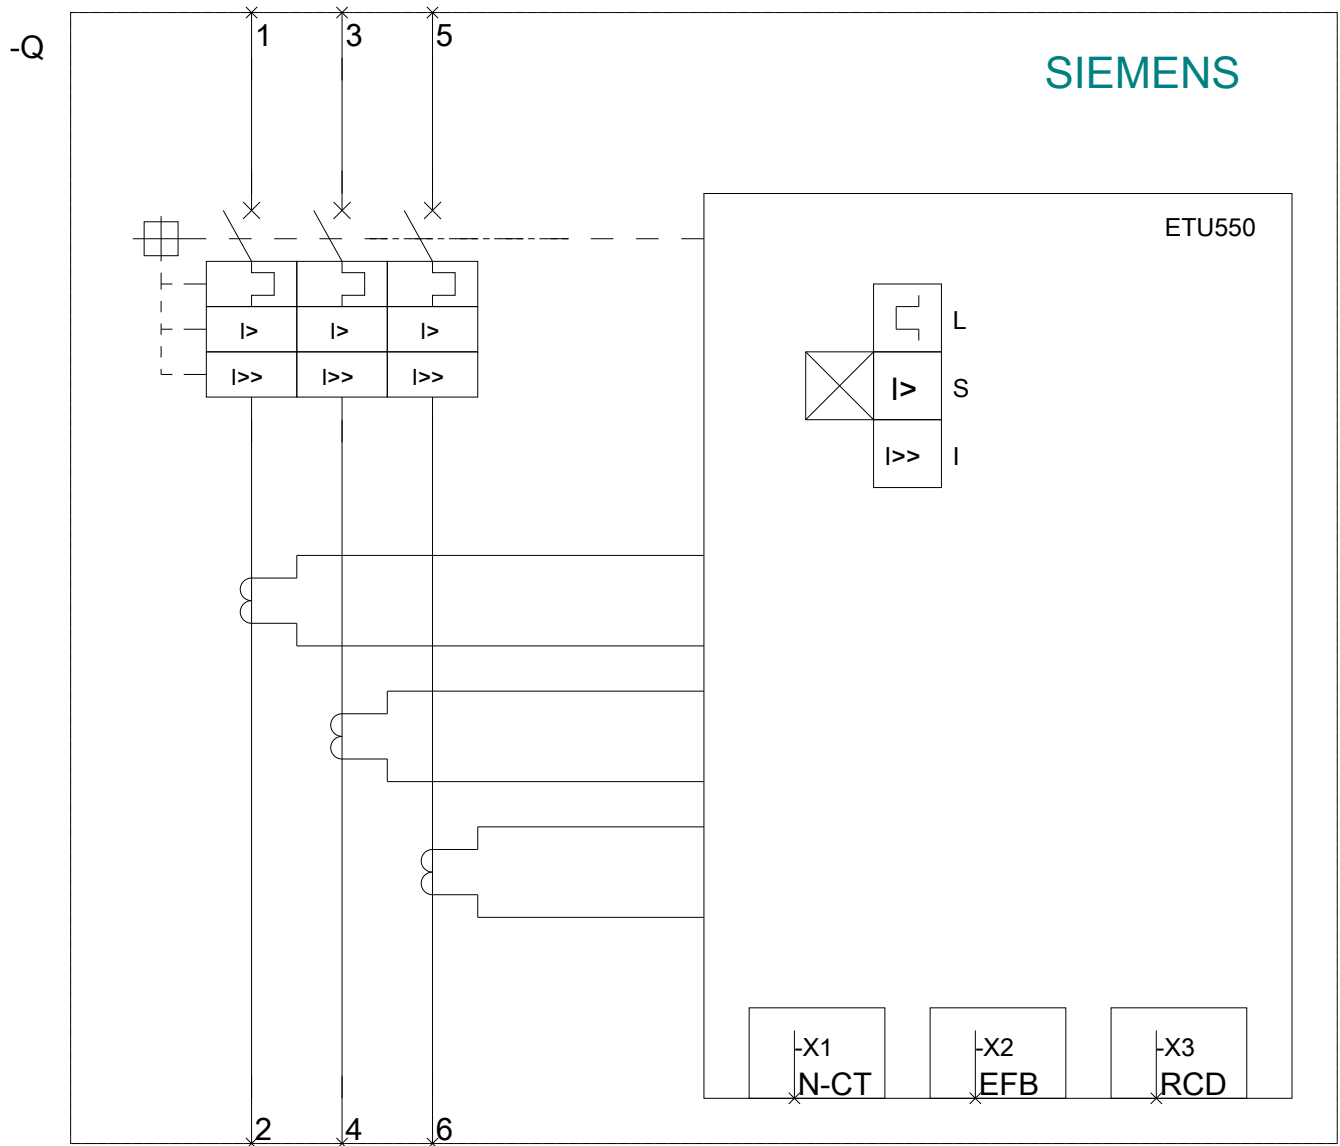 1 3 5
-Q
SIEMENS
ETU550
L
I> I> I>
I>> I>> I>>
I> S
I>> I
-X1 -X2 -X3
N-CT EFB RCD
2 4 6